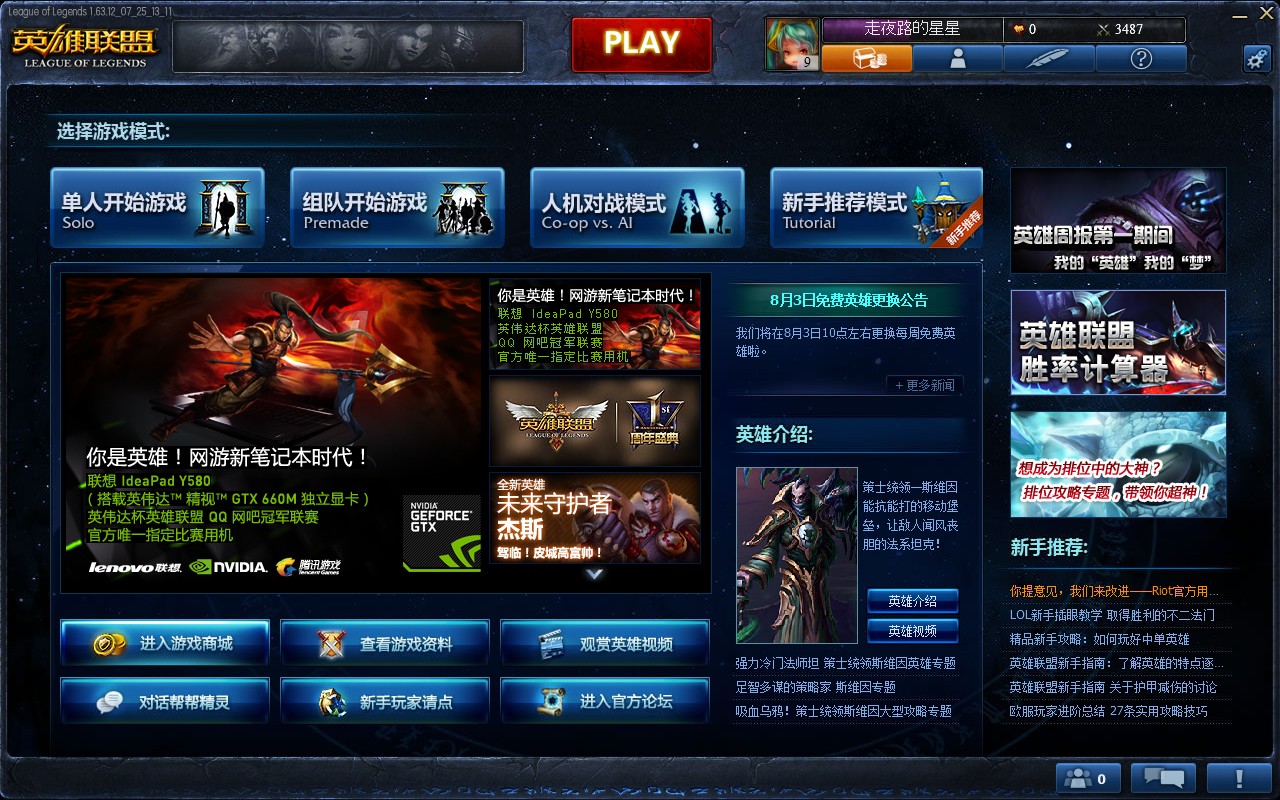 League of Legends 1.63.12_07_25_13_11
英雄联盟
LEAGUE OF LEGENDS
PLAY
9
走夜路的星星
0
3487
选择游戏模式:
单人开始游戏
Solo
组队开始游戏
Premade
人机对战模式
Co-op vs. AI
新手推荐模式
Tutorial
新手推荐
你是英雄！网游新笔记本时代！
联想 IdeaPad Y580
( 搭载英伟达™ 精视™ GTX 660M 独立显卡 )
英伟达杯英雄联盟 QQ 网吧冠军联赛
官方唯一指定比赛用机
lenovo联想
NVIDIA.
腾讯游戏
Tencent Games
NVIDIA
GEFORCE
GTX
你是英雄！网游新笔记本时代！
联想 IdeaPad Y580
英伟达杯英雄联盟
QQ 网吧冠军联赛
官方唯一指定比赛用机
英雄联盟
LEAGUE OF LEGENDS
1st
ANNIVERSARY
周年盛典
全新英雄
未来守护者
杰斯
驾临！皮城高富帅！
进入游戏商城
查看游戏资料
观赏英雄视频
对话帮帮精灵
新手玩家请点
进入官方论坛
8月3日免费英雄更换公告
我们将在8月3日10点左右更换每周免费英
雄啦。
+ 更多新闻
英雄介绍:
策士统领—斯维因
能抗能打的移动堡
垒，让敌人闻风丧
胆的法系坦克！
英雄介绍
英雄视频
强力冷门法师坦 策士统领斯维因英雄专题
足智多谋的策略家 斯维因专题
吸血乌鸦！策士统领斯维因大型攻略专题
英雄周报第一期间
我的“英雄”我的“梦”
英雄联盟
胜率计算器
想成为排位中的大神？
排位攻略专题，带领你超神！
新手推荐:
你提意见，我们来改进——Riot官方用...
LOL新手插眼教学 取得胜利的不二法门
精品新手攻略：如何玩好中单英雄
英雄联盟新手指南：了解英雄的特点逐...
英雄联盟新手指南 关于护甲减伤的讨论
欧服玩家进阶总结 27条实用攻略技巧
0